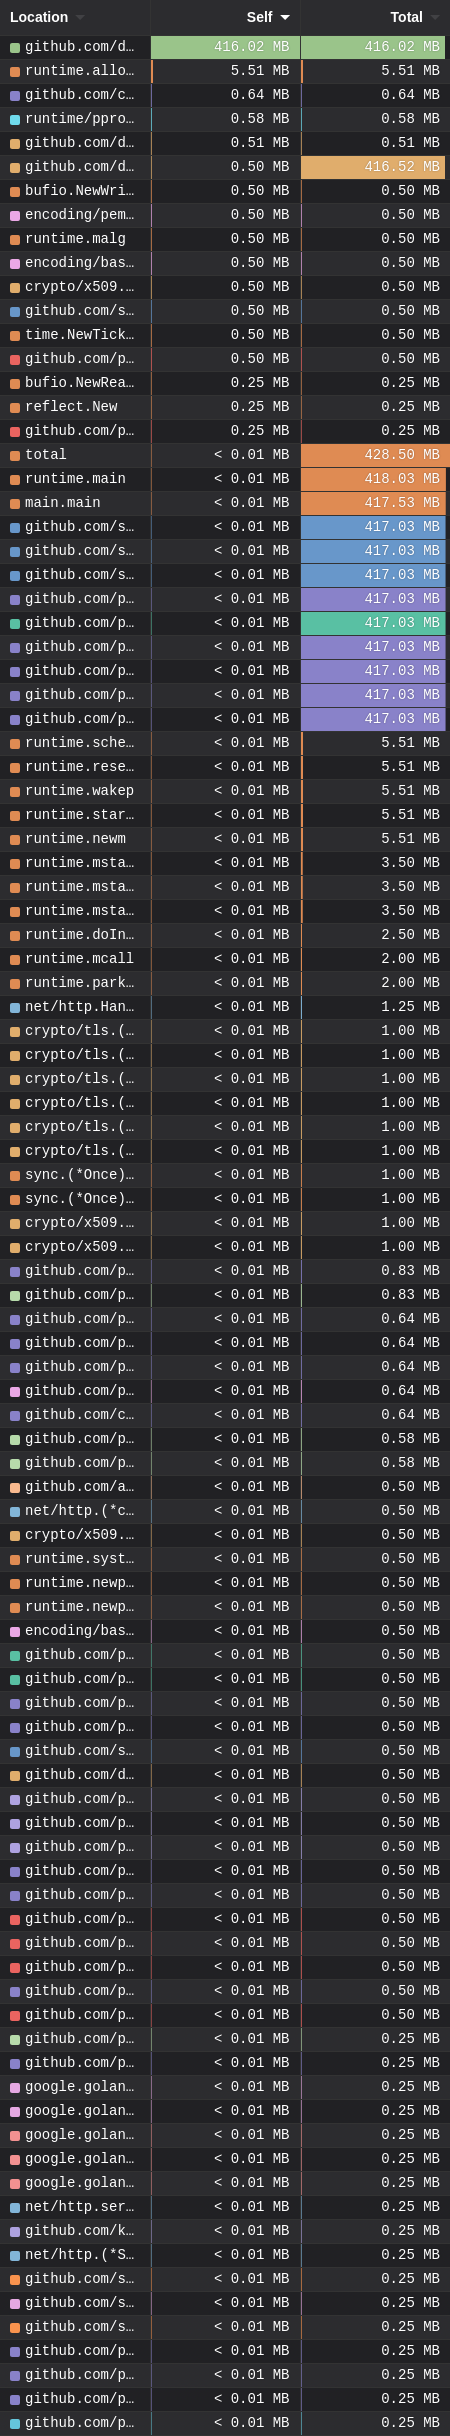 Location Self Total
github.com/d… 416.02 MB 416.02 MB
runtime.allo… 5.51 MB 5.51 MB
github.com/c… 0.64 MB 0.64 MB
runtime/ppro… 0.58 MB 0.58 MB
github.com/d… 0.51 MB 0.51 MB
github.com/d… 0.50 MB 416.52 MB
bufio.NewWri… 0.50 MB 0.50 MB
encoding/pem… 0.50 MB 0.50 MB
runtime.malg 0.50 MB 0.50 MB
encoding/bas… 0.50 MB 0.50 MB
crypto/x509.… 0.50 MB 0.50 MB
github.com/s… 0.50 MB 0.50 MB
time.NewTick… 0.50 MB 0.50 MB
github.com/p… 0.50 MB 0.50 MB
bufio.NewRea… 0.25 MB 0.25 MB
reflect.New 0.25 MB 0.25 MB
github.com/p… 0.25 MB 0.25 MB
total < 0.01 MB 428.50 MB
runtime.main < 0.01 MB 418.03 MB
main.main < 0.01 MB 417.53 MB
github.com/s… < 0.01 MB 417.03 MB
github.com/s… < 0.01 MB 417.03 MB
github.com/s… < 0.01 MB 417.03 MB
github.com/p… < 0.01 MB 417.03 MB
github.com/p… < 0.01 MB 417.03 MB
github.com/p… < 0.01 MB 417.03 MB
github.com/p… < 0.01 MB 417.03 MB
github.com/p… < 0.01 MB 417.03 MB
github.com/p… < 0.01 MB 417.03 MB
runtime.sche… < 0.01 MB 5.51 MB
runtime.rese… < 0.01 MB 5.51 MB
runtime.wakep < 0.01 MB 5.51 MB
runtime.star… < 0.01 MB 5.51 MB
runtime.newm < 0.01 MB 5.51 MB
runtime.msta… < 0.01 MB 3.50 MB
runtime.msta… < 0.01 MB 3.50 MB
runtime.msta… < 0.01 MB 3.50 MB
runtime.doIn… < 0.01 MB 2.50 MB
runtime.mcall < 0.01 MB 2.00 MB
runtime.park… < 0.01 MB 2.00 MB
net/http.Han… < 0.01 MB 1.25 MB
crypto/tls.(… < 0.01 MB 1.00 MB
crypto/tls.(… < 0.01 MB 1.00 MB
crypto/tls.(… < 0.01 MB 1.00 MB
crypto/tls.(… < 0.01 MB 1.00 MB
crypto/tls.(… < 0.01 MB 1.00 MB
crypto/tls.(… < 0.01 MB 1.00 MB
sync.(*Once)… < 0.01 MB 1.00 MB
sync.(*Once)… < 0.01 MB 1.00 MB
crypto/x509.… < 0.01 MB 1.00 MB
crypto/x509.… < 0.01 MB 1.00 MB
github.com/p… < 0.01 MB 0.83 MB
github.com/p… < 0.01 MB 0.83 MB
github.com/p… < 0.01 MB 0.64 MB
github.com/p… < 0.01 MB 0.64 MB
github.com/p… < 0.01 MB 0.64 MB
github.com/p… < 0.01 MB 0.64 MB
github.com/c… < 0.01 MB 0.64 MB
github.com/p… < 0.01 MB 0.58 MB
github.com/p… < 0.01 MB 0.58 MB
github.com/a… < 0.01 MB 0.50 MB
net/http.(*c… < 0.01 MB 0.50 MB
crypto/x509.… < 0.01 MB 0.50 MB
runtime.syst… < 0.01 MB 0.50 MB
runtime.newp… < 0.01 MB 0.50 MB
runtime.newp… < 0.01 MB 0.50 MB
encoding/bas… < 0.01 MB 0.50 MB
github.com/p… < 0.01 MB 0.50 MB
github.com/p… < 0.01 MB 0.50 MB
github.com/p… < 0.01 MB 0.50 MB
github.com/p… < 0.01 MB 0.50 MB
github.com/s… < 0.01 MB 0.50 MB
github.com/d… < 0.01 MB 0.50 MB
github.com/p… < 0.01 MB 0.50 MB
github.com/p… < 0.01 MB 0.50 MB
github.com/p… < 0.01 MB 0.50 MB
github.com/p… < 0.01 MB 0.50 MB
github.com/p… < 0.01 MB 0.50 MB
github.com/p… < 0.01 MB 0.50 MB
github.com/p… < 0.01 MB 0.50 MB
github.com/p… < 0.01 MB 0.50 MB
github.com/p… < 0.01 MB 0.50 MB
github.com/p… < 0.01 MB 0.50 MB
github.com/p… < 0.01 MB 0.25 MB
github.com/p… < 0.01 MB 0.25 MB
google.golan… < 0.01 MB 0.25 MB
google.golan… < 0.01 MB 0.25 MB
google.golan… < 0.01 MB 0.25 MB
google.golan… < 0.01 MB 0.25 MB
google.golan… < 0.01 MB 0.25 MB
net/http.ser… < 0.01 MB 0.25 MB
github.com/k… < 0.01 MB 0.25 MB
net/http.(*S… < 0.01 MB 0.25 MB
github.com/s… < 0.01 MB 0.25 MB
github.com/s… < 0.01 MB 0.25 MB
github.com/s… < 0.01 MB 0.25 MB
github.com/p… < 0.01 MB 0.25 MB
github.com/p… < 0.01 MB 0.25 MB
github.com/p… < 0.01 MB 0.25 MB
github.com/p… < 0.01 MB 0.25 MB